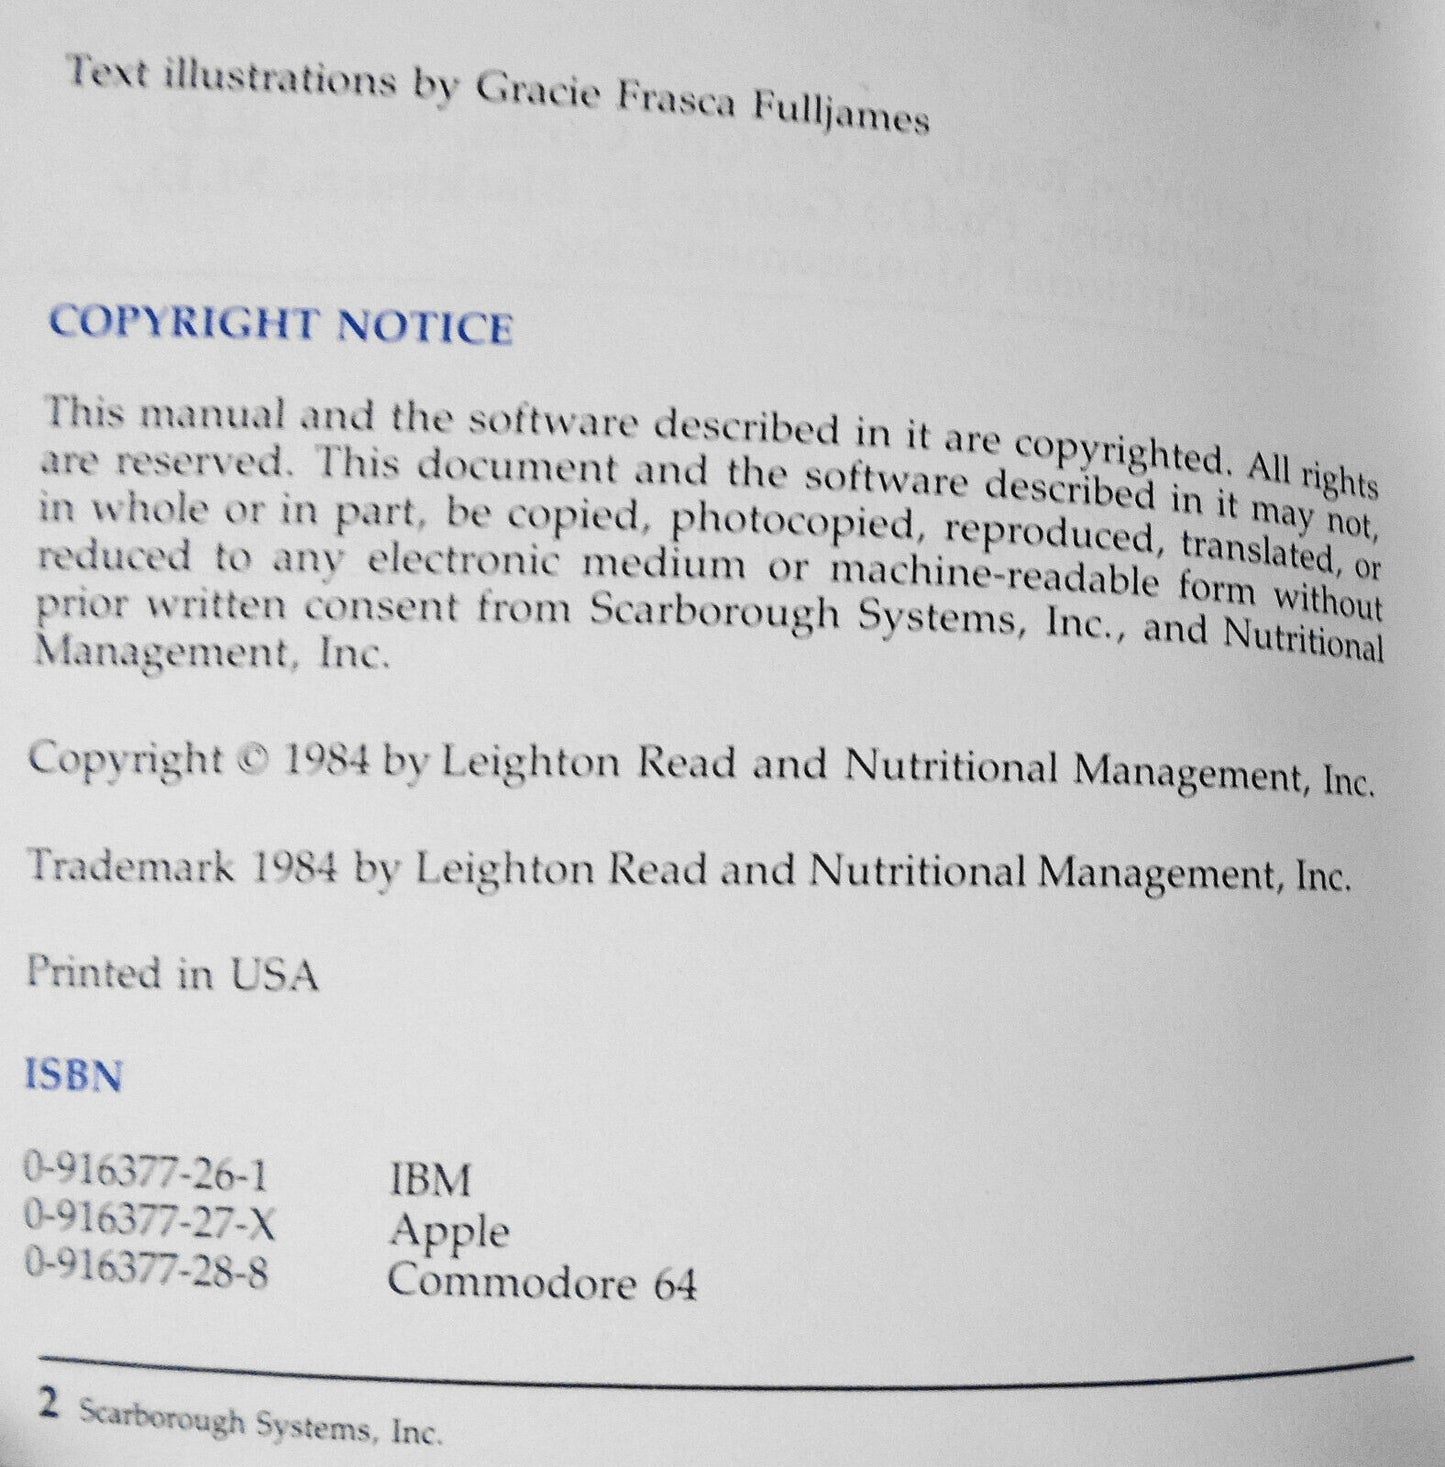 Text illustrations by Gracie Frasca Fulljames
COPYRIGHT NOTICE
This manual and the software described in it are copyrighted. All rights
are reserved. This document and the software described in it may not,
in whole or in part, be copied, photocopied, reproduced, translated, or
reduced to any electronic medium or machine-readable form without
prior written consent from Scarborough Systems, Inc., and Nutritional
Management, Inc.
Copyright © 1984 by Leighton Read and Nutritional Management, Inc.
Trademark 1984 by Leighton Read and Nutritional Management, Inc.
Printed in USA
ISBN
0-916377-26-1 IBM
0-916377-27-X Apple
0-916377-28-8 Commodore 64
2 Scarborough Systems, Inc.